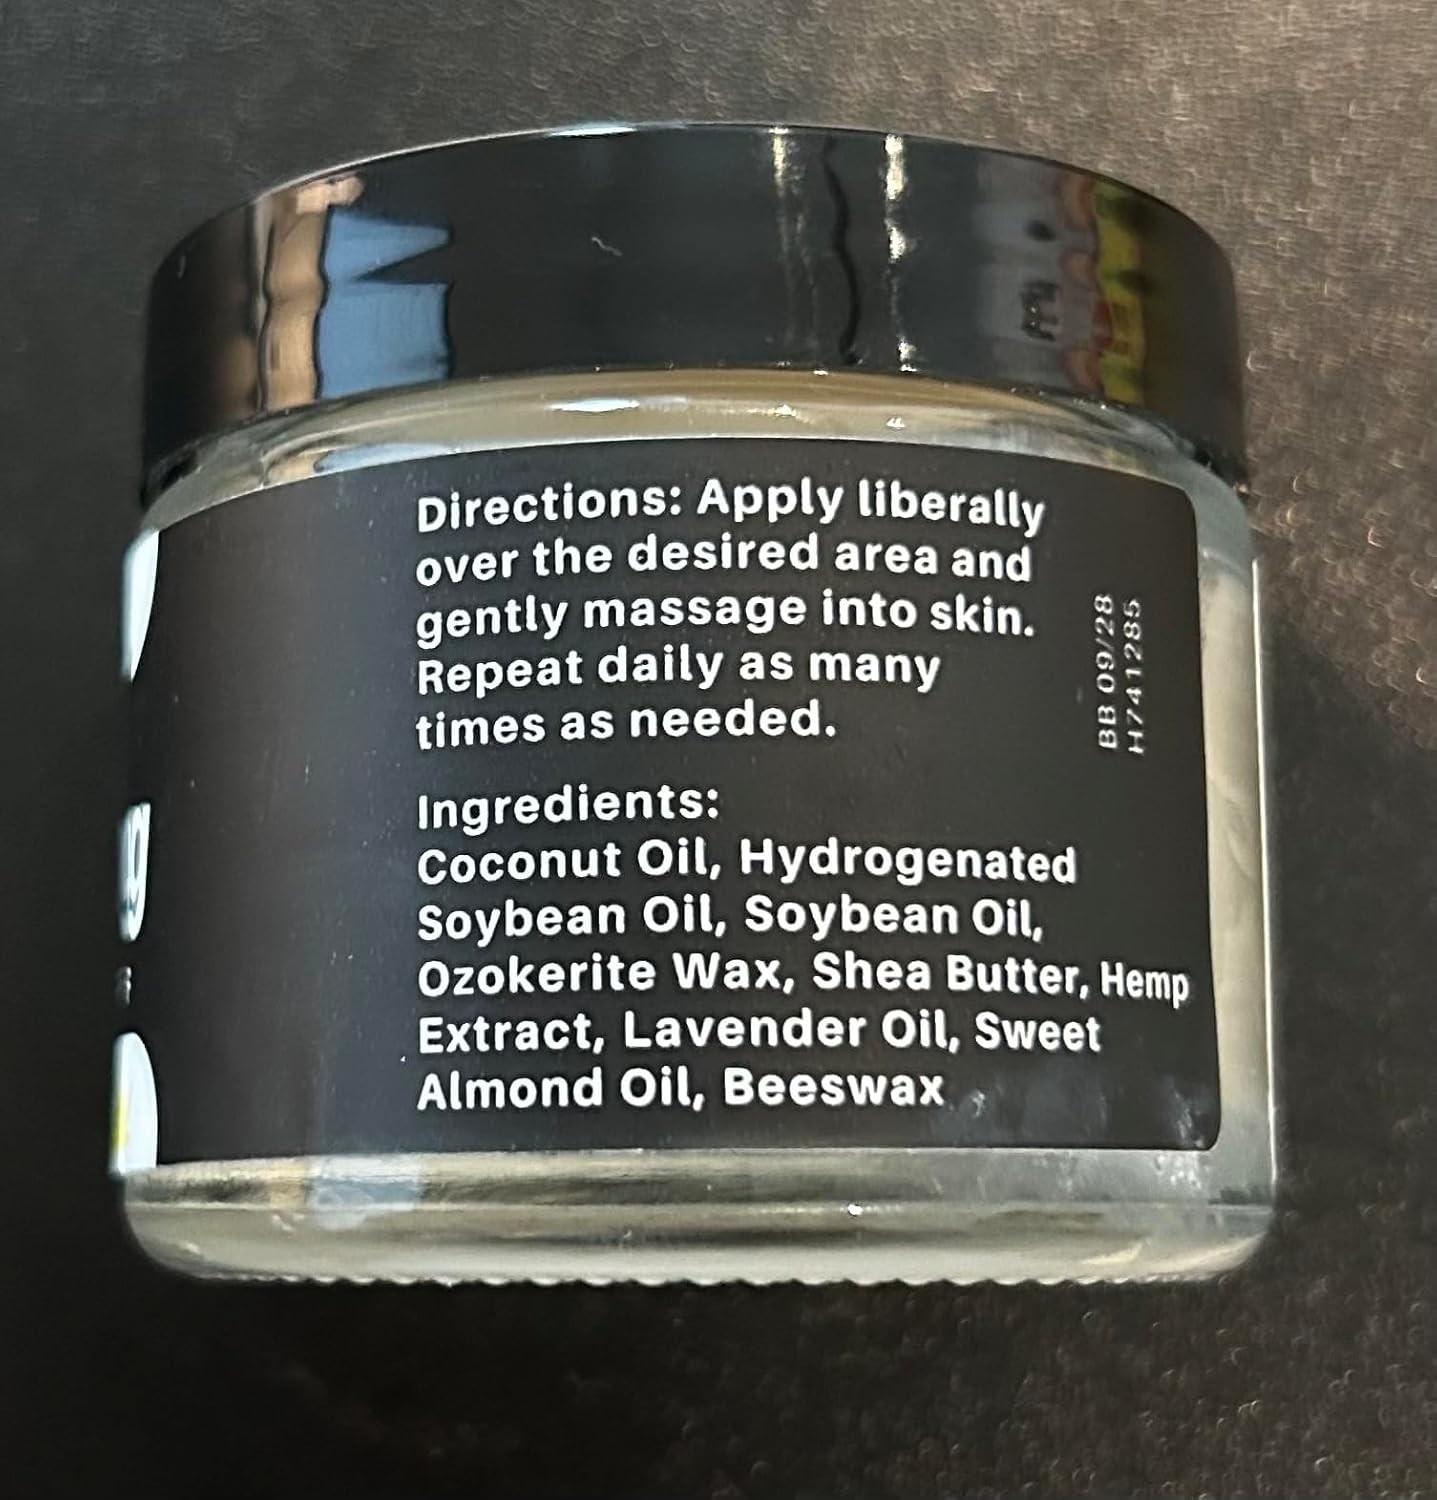 Directions: Apply liberally
over the desired area and
gently massage into skin.
Repeat daily as many
times as needed.
Ingredients:
Coconut Oil, Hydrogenated
Soybean Oil, Soybean Oil,
Ozokerite Wax, Shea Butter, Hemp
Extract, Lavender Oil, Sweet
Almond Oil, Beeswax
BB 09/28
H741285